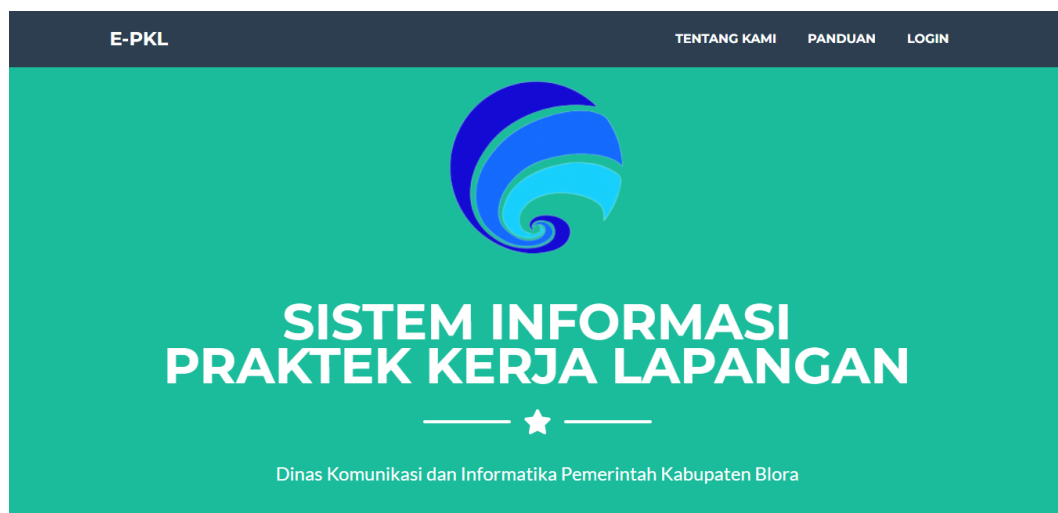 E-PKL
TENTANG KAMI PANDUAN LOGIN
SISTEM INFORMASI
PRAKTEK KERJA LAPANGAN
Dinas Komunikasi dan Informatika Pemerintah Kabupaten Blora